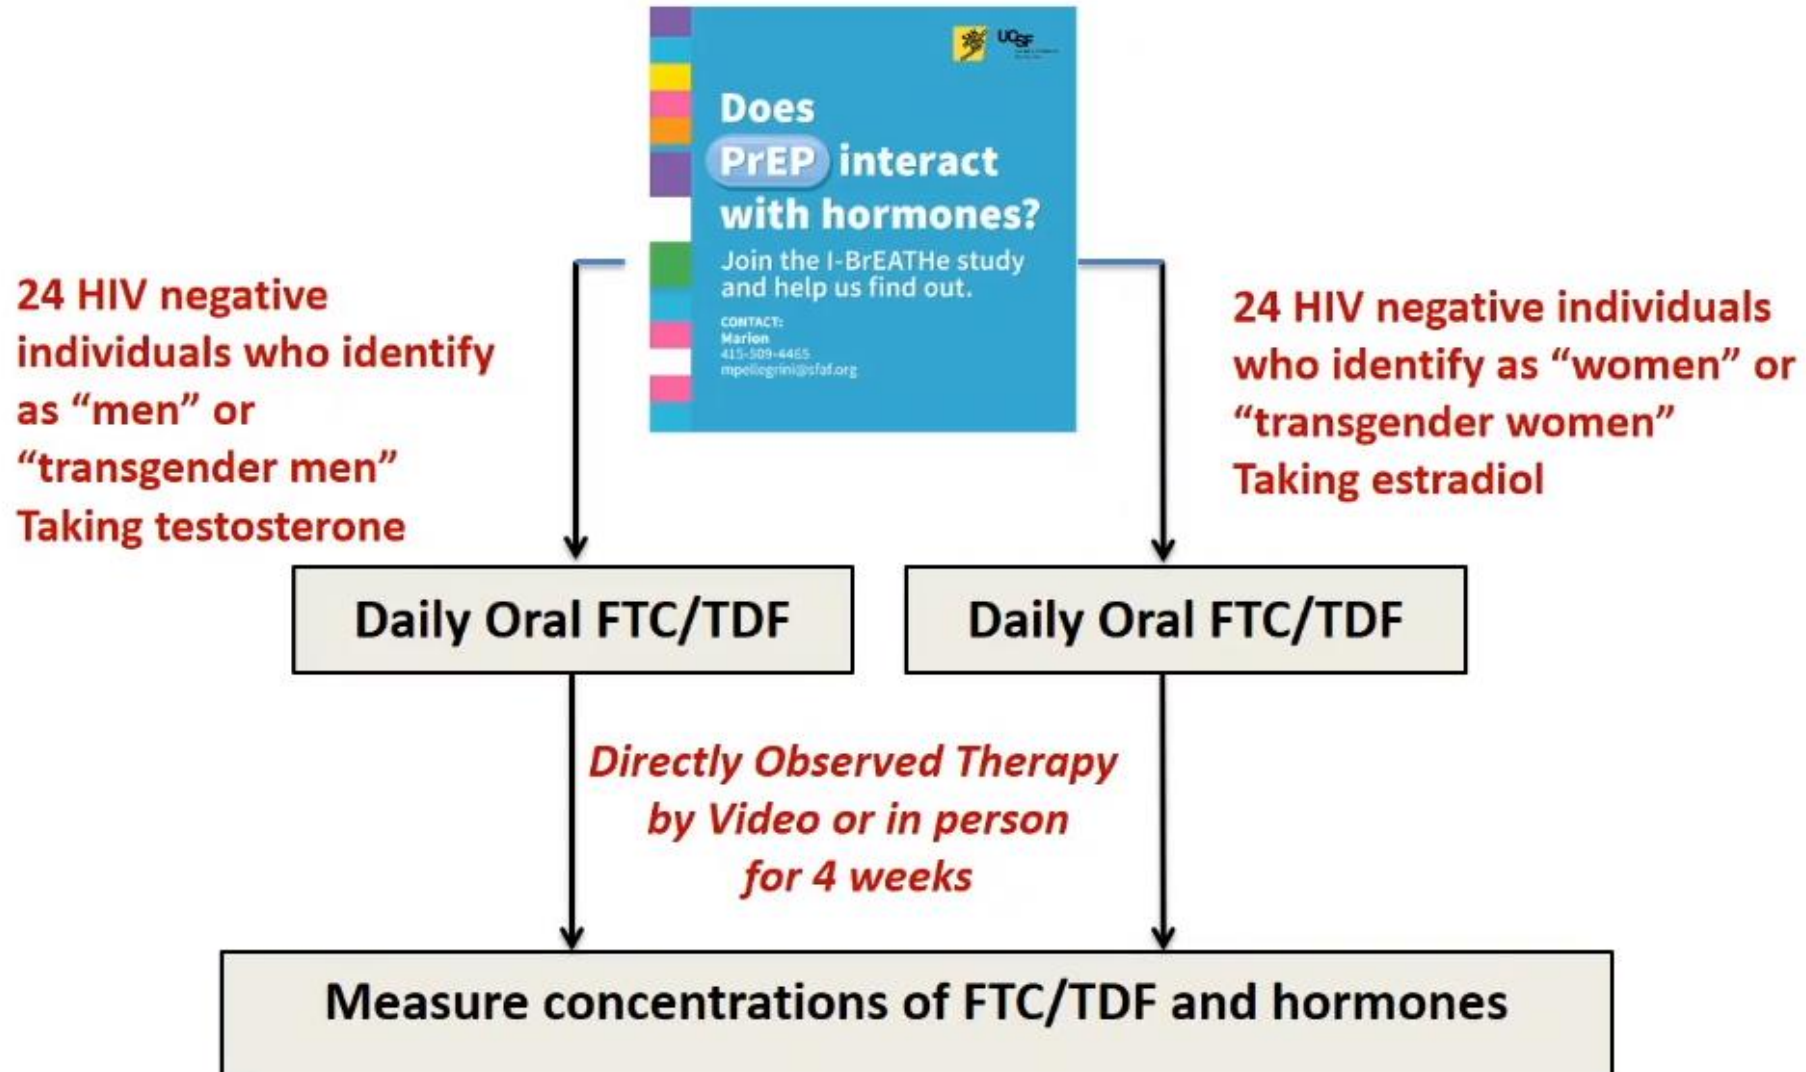 UCSF
Does
PrEP interact
with hormones?
Join the I-BrEATHe study
and help us find out.
CONTACT:
Marion
415-509-4465
mpellegrini@sfaf.org
24 HIV negative
individuals who identify
as “men” or
“transgender men”
Taking testosterone
24 HIV negative individuals
who identify as “women” or
“transgender women”
Taking estradiol
Daily Oral FTC/TDF
Daily Oral FTC/TDF
Directly Observed Therapy
by Video or in person
for 4 weeks
Measure concentrations of FTC/TDF and hormones